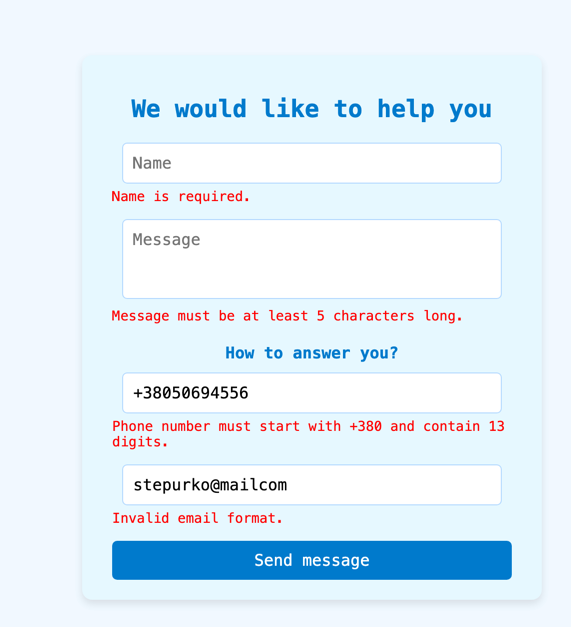 We would like to help you
Name
Name is required.
Message
Message must be at least 5 characters long.
How to answer you?
+38050694556
Phone number must start with +380 and contain 13
digits.
stepurko@mailcom
Invalid email format.
Send message